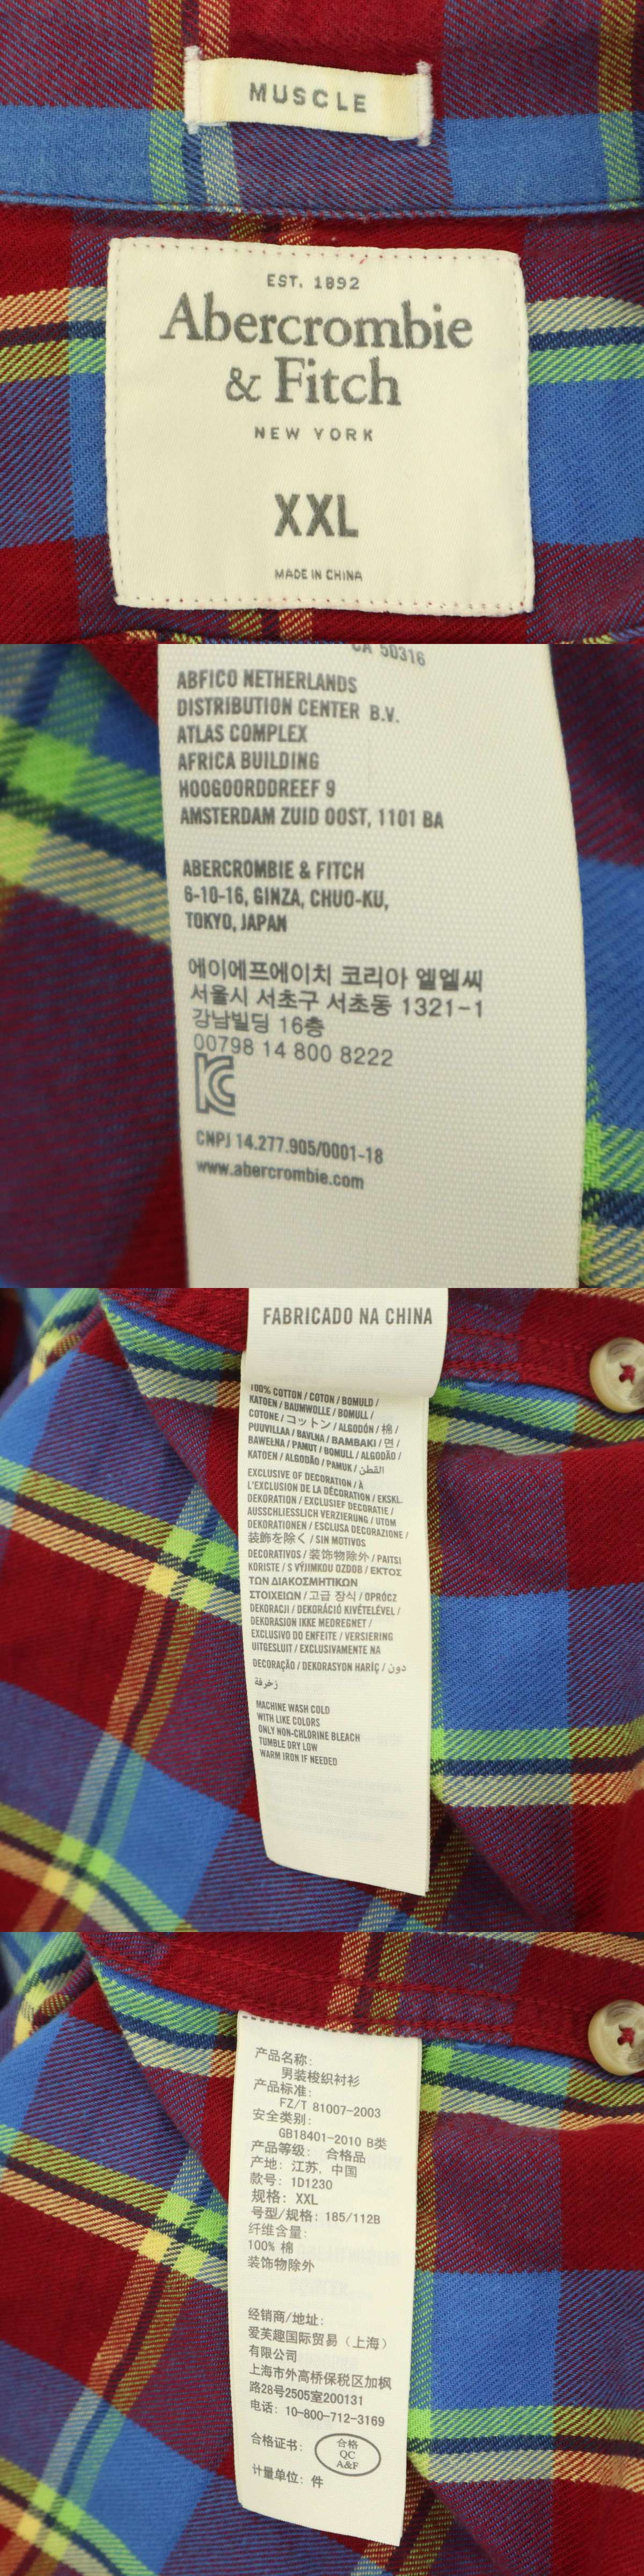 MUSCLE
EST. 1892
Abercrombie
& Fitch
NEW YORK
XXL
MADE IN CHINA
CA 50316
ABFICO NETHERLANDS
DISTRIBUTION CENTER B.V.
ATLAS COMPLEX
AFRICA BUILDING
HOOGOORDDREEF 9
AMSTERDAM ZUID OOST, 1101 BA
ABERCROMBIE & FITCH
6-10-16, GINZA, CHUO-KU,
TOKYO, JAPAN
에이에프에이치 코리아 엘엘씨
서울시 서초구 서초동 1321-1
강남빌딩 16층
00798 14 800 8222
CNPJ 14.277.905/0001-18
www.abercrombie.com
FABRICADO NA CHINA
100% COTTON / COTON / BOMULD /
KATOEN / BAUMWOLLE / BOMULL /
COTONE / コットン / ALGODÓN / 棉 /
PUUVILLAA / BAVLNA / ΒΑΜΒΑΚΙ / 면 /
BAWEŁNA / PAMUT / BOMULL / ALGODÃO /
KATOEN / ALGODÃO / PAMUK / القطن
EXCLUSIVE OF DECORATION / À
L'EXCLUSION DE LA DÉCORATION / EKSKL.
DEKORATION / EXCLUSIEF DECORATIE /
AUSSCHLIESSLICH VERZIERUNG / UTOM
DEKORATIONEN / ESCLUSA DECORAZIONE /
装飾を除く / SIN MOTIVOS
DECORATIVOS / 装饰物除外 / PAITSI
KORISTE / S VÝJIMKOU OZDOB / ΕΚΤΟΣ
ΤΩΝ ΔΙΑΚΟΣΜΗΤΙΚΩΝ
ΣΤΟΙΧΕΙΩΝ / 고급 장식 / OPRÓCZ
DEKORACJI / DEKORÁCIÓ KIVÉTELÉVEL /
DEKORASJON IKKE MEDREGNET /
EXCLUSIVO DO ENFEITE / VERSIERING
UITGESLUIT / EXCLUSIVAMENTE NA
DECORAÇÃO / DEKORASYON HARİÇ / دون
زخرفة
MACHINE WASH COLD
WITH LIKE COLORS
ONLY NON-CHLORINE BLEACH
TUMBLE DRY LOW
WARM IRON IF NEEDED
产品名称:
男装梭织衬衫
产品标准:
FZ/T 81007-2003
安全类别:
GB18401-2010 B类
产品等级: 合格品
产地: 江苏, 中国
款号: 1D1230
规格: XXL
号型/规格: 185/112B
纤维含量:
100% 棉
装饰物除外
经销商/地址:
爱芙趣国际贸易（上海）
有限公司
上海市外高桥保税区加枫
路28号2505室200131
电话: 10-800-712-3169
合格证书:
合格
QC
A&F
计量单位: 件